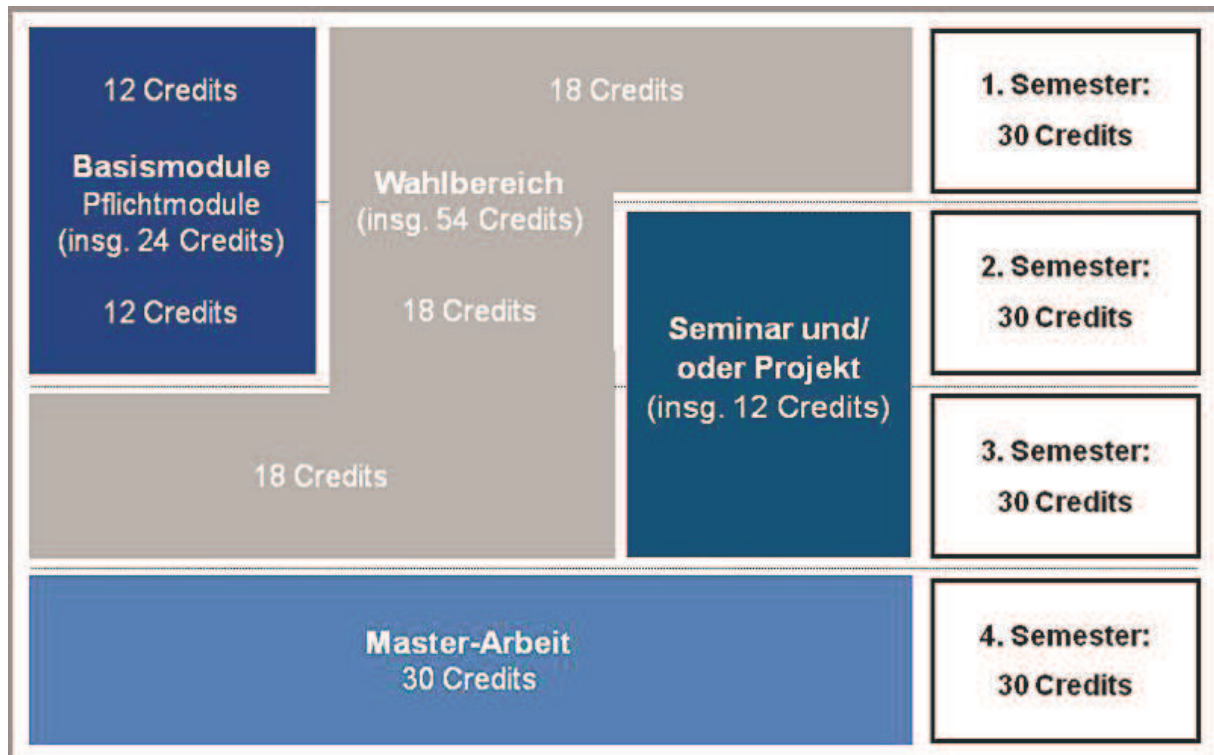 12 Credits
Basismodule
Pflichtmodule
(insg. 24 Credits)
12 Credits
18 Credits
Wahlbereich
(insg. 54 Credits)
18 Credits
18 Credits
Seminar und/
oder Projekt
(insg. 12 Credits)
Master-Arbeit
30 Credits
1. Semester:
30 Credits
2. Semester:
30 Credits
3. Semester:
30 Credits
4. Semester:
30 Credits